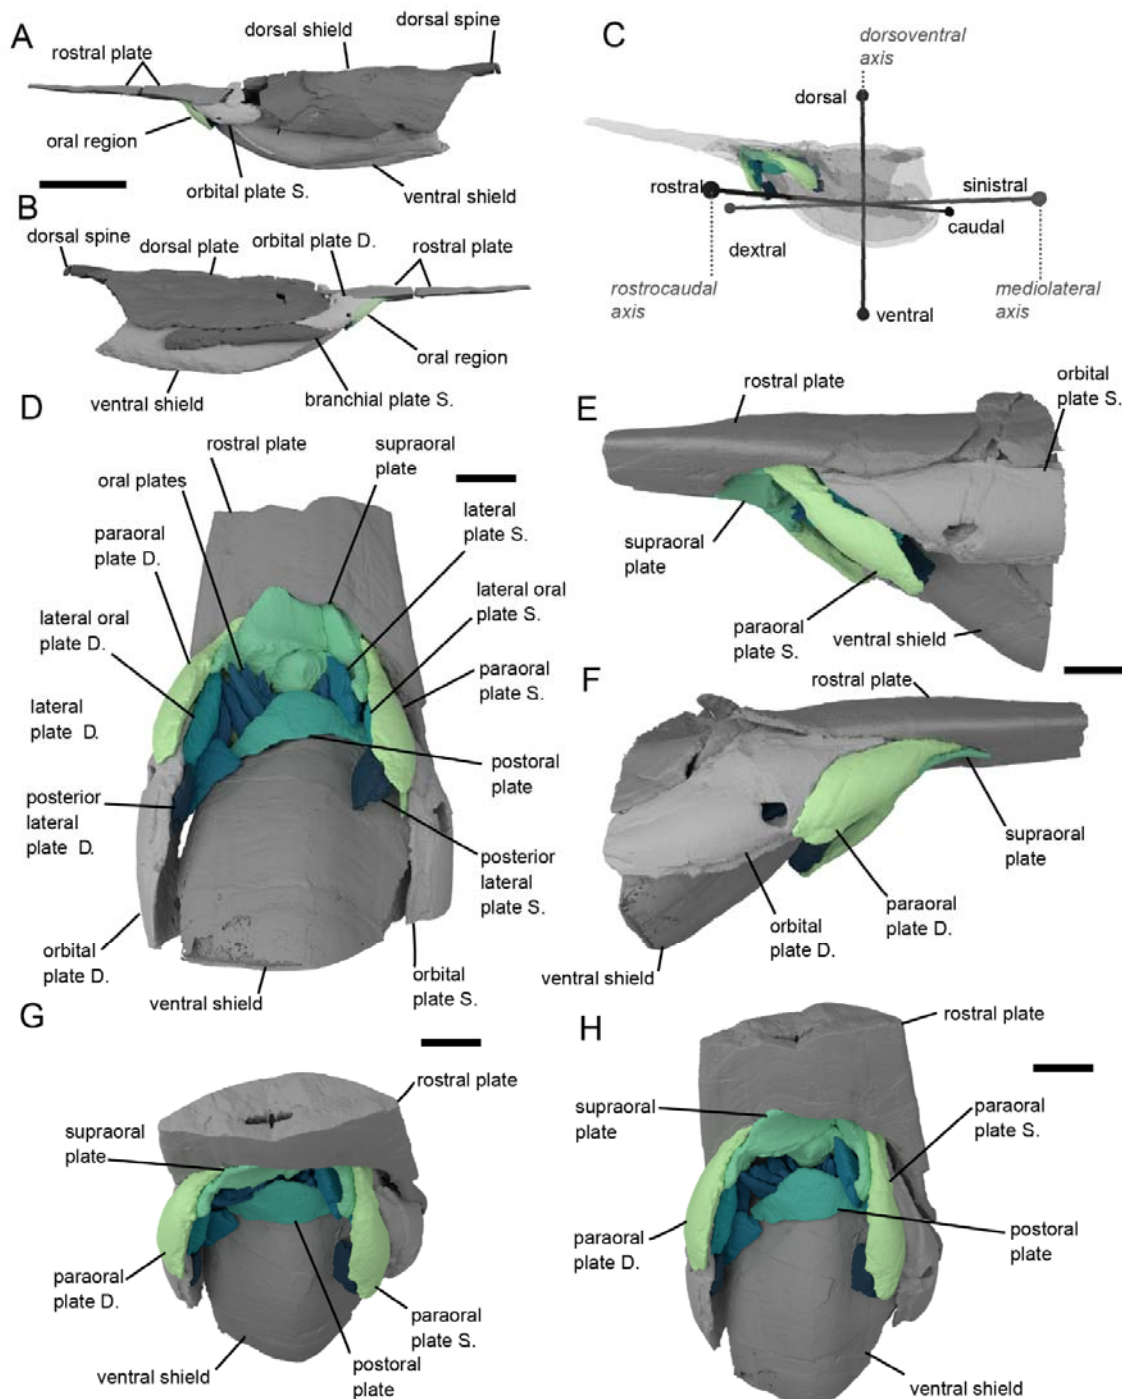 A
rostral plate
dorsal shield
dorsal spine
oral region
orbital plate S.
ventral shield
B
dorsal spine
dorsal plate
orbital plate D.
rostral plate
oral region
ventral shield
branchial plate S.
C
dorsoventral
axis
dorsal
rostral
sinistral
caudal
dextral
rostrocaudal
axis
mediolateral
axis
ventral
D
rostral plate
supraoral
plate
oral plates
lateral
plate S.
paraoral
plate D.
lateral oral
plate S.
lateral oral
plate D.
paraoral
plate S.
lateral plate
D.
postoral
plate
posterior
lateral
plate D.
posterior
lateral
plate S.
orbital
plate D.
orbital
plate S.
ventral shield
E
rostral plate
orbital
plate S.
supraoral
plate
paraoral
plate S.
ventral shield
F
rostral plate
supraoral
plate
paraoral
plate D.
orbital
plate D.
ventral shield
G
rostral plate
supraoral
plate
paraoral
plate D.
paraoral
plate S.
ventral shield
postoral
plate
H
rostral plate
supraoral
plate
paraoral
plate S.
paraoral
plate D.
postoral
plate
ventral shield